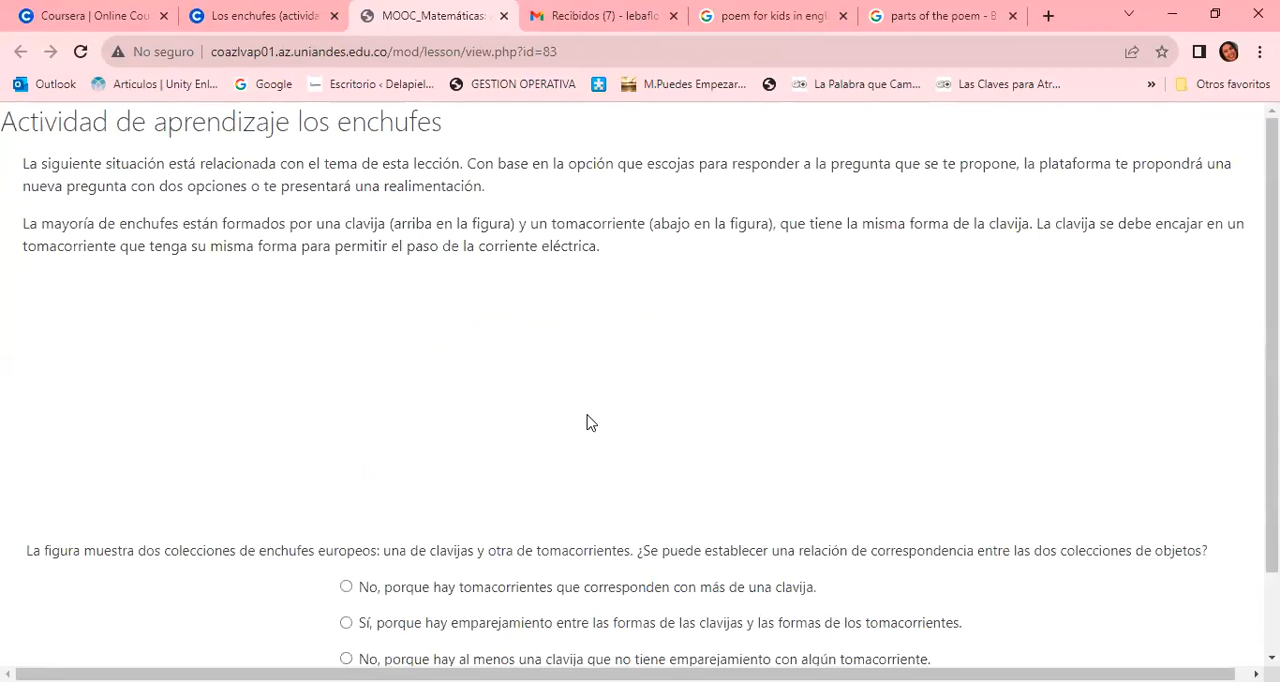 Coursera | Online Cou
Los enchufes (activida
MOOC_Matemáticas:
Recibidos (7) - lebaflo
poem for kids in engl
parts of the poem - B
No seguro | coazlvap01.az.uniandes.edu.co/mod/lesson/view.php?id=83
Outlook
Artículos | Unity Enl...
Google
Escritorio ‹ Delapiel...
GESTION OPERATIVA
M.Puedes Empezar...
La Palabra que Cam...
Las Claves para Atr...
»
Otros favoritos
Actividad de aprendizaje los enchufes
La siguiente situación está relacionada con el tema de esta lección. Con base en la opción que escojas para responder a la pregunta que se te propone, la plataforma te propondrá una
nueva pregunta con dos opciones o te presentará una realimentación.
La mayoría de enchufes están formados por una clavija (arriba en la figura) y un tomacorriente (abajo en la figura), que tiene la misma forma de la clavija. La clavija se debe encajar en un
tomacorriente que tenga su misma forma para permitir el paso de la corriente eléctrica.
La figura muestra dos colecciones de enchufes europeos: una de clavijas y otra de tomacorrientes. ¿Se puede establecer una relación de correspondencia entre las dos colecciones de objetos?
No, porque hay tomacorrientes que corresponden con más de una clavija.
Sí, porque hay emparejamiento entre las formas de las clavijas y las formas de los tomacorrientes.
No, porque hay al menos una clavija que no tiene emparejamiento con algún tomacorriente.